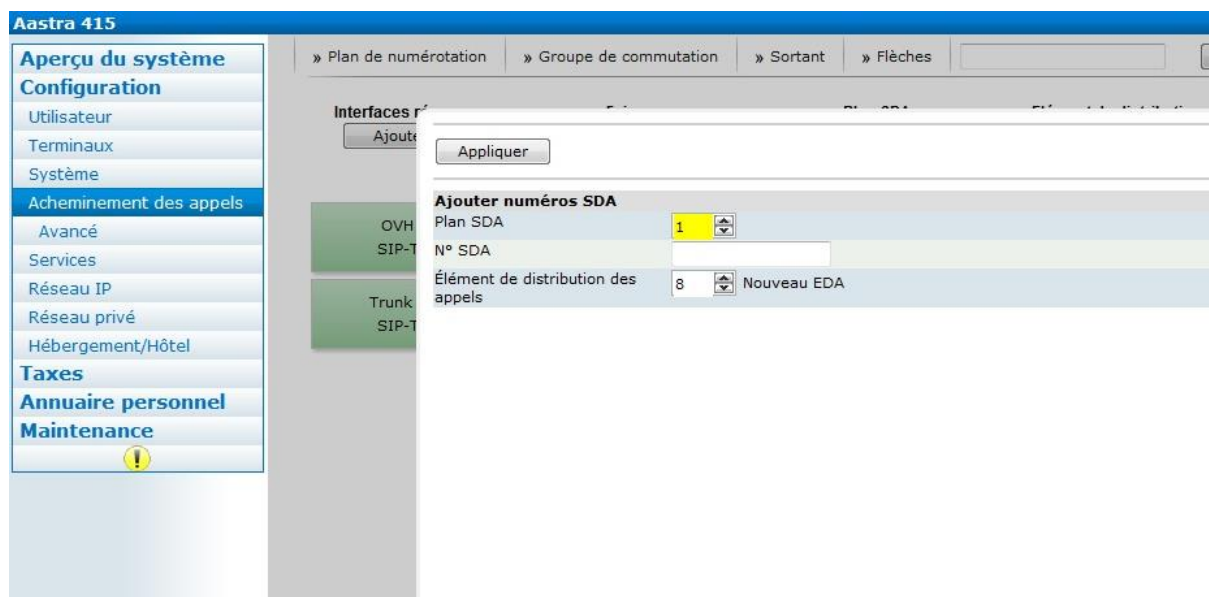 Aastra 415
Aperçu du système
Configuration
Utilisateur
Terminaux
Système
Acheminement des appels
Avancé
Services
Réseau IP
Réseau privé
Hébergement/Hôtel
Taxes
Annuaire personnel
Maintenance
» Plan de numérotation » Groupe de commutation » Sortant » Flèches
Interfaces
Ajoute
OVH
SIP-T
Trunk
SIP-T
Appliquer
Ajouter numéros SDA
Plan SDA 1
N° SDA
Élément de distribution des appels 8 Nouveau EDA